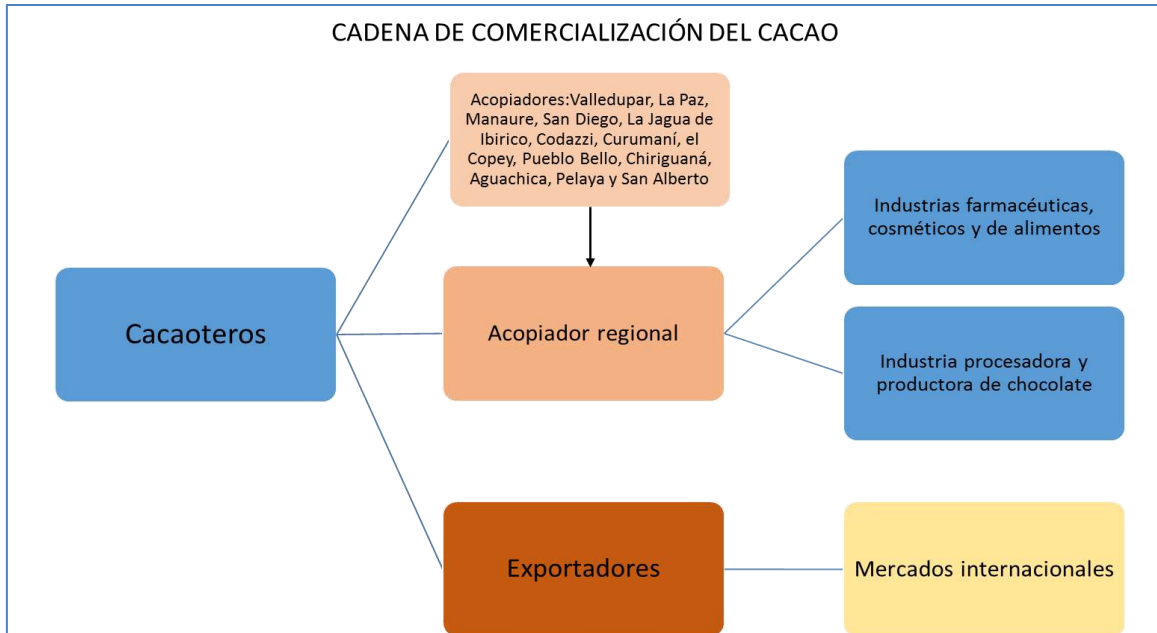 CADENA DE COMERCIALIZACIÓN DEL CACAO
Acopiadores:Valledupar, La Paz,
Manaure, San Diego, La Jagua de
Ibirico, Codazzi, Curumaní, el
Copey, Pueblo Bello, Chiriguaná,
Aguachica, Pelaya y San Alberto
Industrias farmacéuticas,
cosméticos y de alimentos
Cacaoteros
Acopiador regional
Industria procesadora y
productora de chocolate
Exportadores
Mercados internacionales